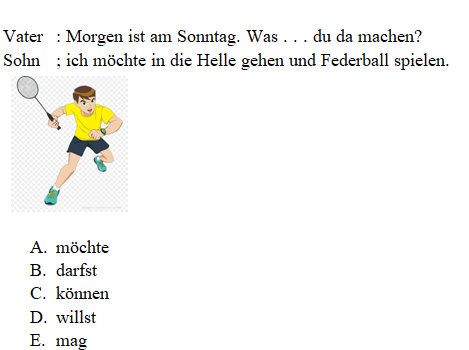 Vater : Morgen ist am Sonntag. Was . . . du da machen?
Sohn ; ich möchte in die Helle gehen und Federball spielen.
A. möchte
B. darfst
C. können
D. willst
E. mag